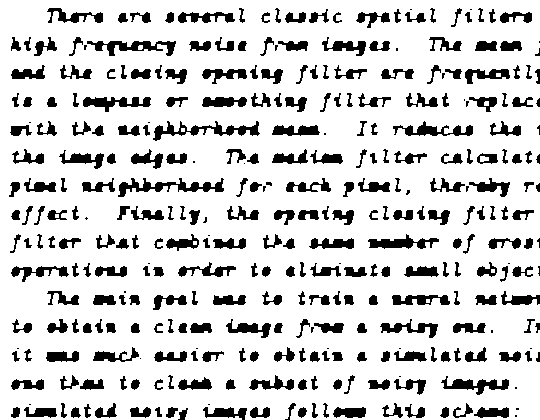 There are several classic spatial filters
high frequency noise from images. The mean
and the closing opening filter are frequently
is a lowpass or smoothing filter that replace
with the neighborhood mean. It reduces the
the image edges. The median filter calculate
pixel neighborhood for each pixel, thereby re
effect. Finally, the opening closing filter
filter that combines the same number of erosi
operations in order to eliminate small object
The main goal was to train a neural networ
to obtain a clean image from a noisy one. In
it was much easier to obtain a simulated nois
one than to clean a subset of noisy images.
simulated noisy images follows this scheme: